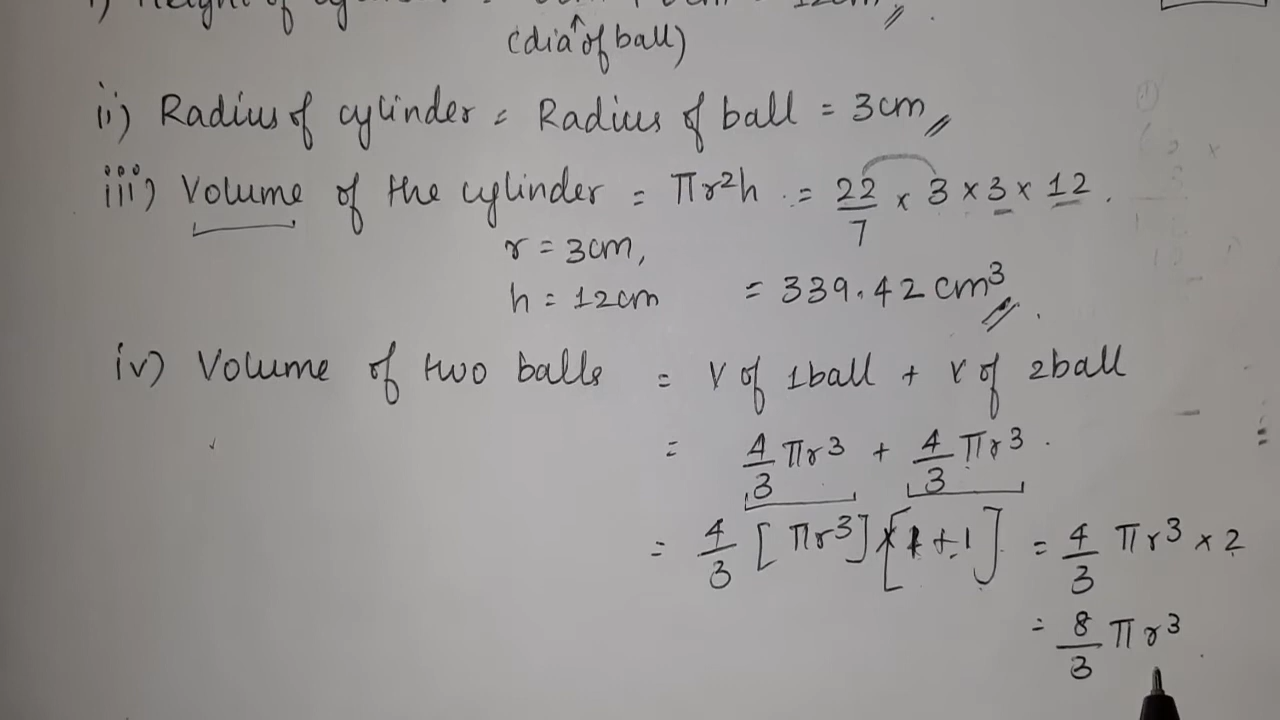 (dia of ball)
ii) Radius of cylinder = Radius of ball = 3cm
iii) Volume of the cylinder = πr²h = 22/7 × 3 × 3 × 12.
r = 3cm,
h = 12cm = 339.42 cm³
iv) Volume of two balls = V of 1ball + V of 2ball
= 4/3 πr³ + 4/3 πr³.
= 4/3 [πr³] [1+1] = 4/3 πr³ × 2
= 8/3 πr³